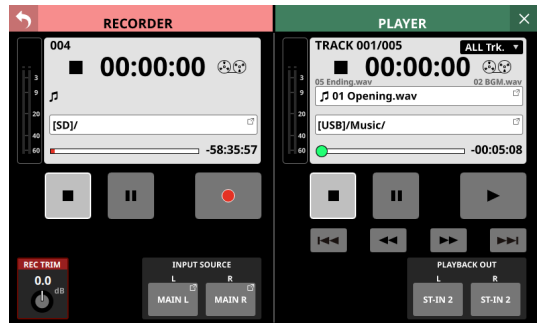 RECORDER
004
00:00:00
3
9
20
40
60
[SD]/
-58:35:57
REC TRIM
0.0
dB
INPUT SOURCE
L R
MAIN L MAIN R
PLAYER
TRACK 001/005 ALL Trk.
00:00:00
05 Ending.wav 02 BGM.wav
01 Opening.wav
3
9
20
40
60
[USB]/Music/
-00:05:08
PLAYBACK OUT
L R
ST-IN 2 ST-IN 2